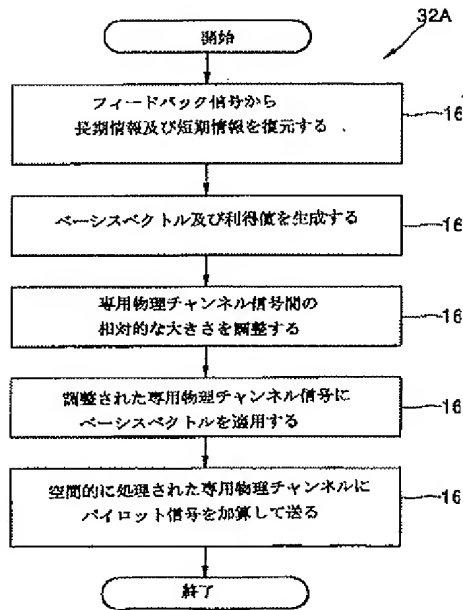 32A
開始
フィードバック信号から
長期情報及び短期情報を復元する
16
ベーシスベクトル及び利得値を生成する
16
専用物理チャンネル信号間の
相対的な大きさを調整する
16
調整された専用物理チャンネル信号に
ベーシスベクトルを適用する
16
空間的に処理された専用物理チャンネルに
パイロット信号を加算して送る
16
終了